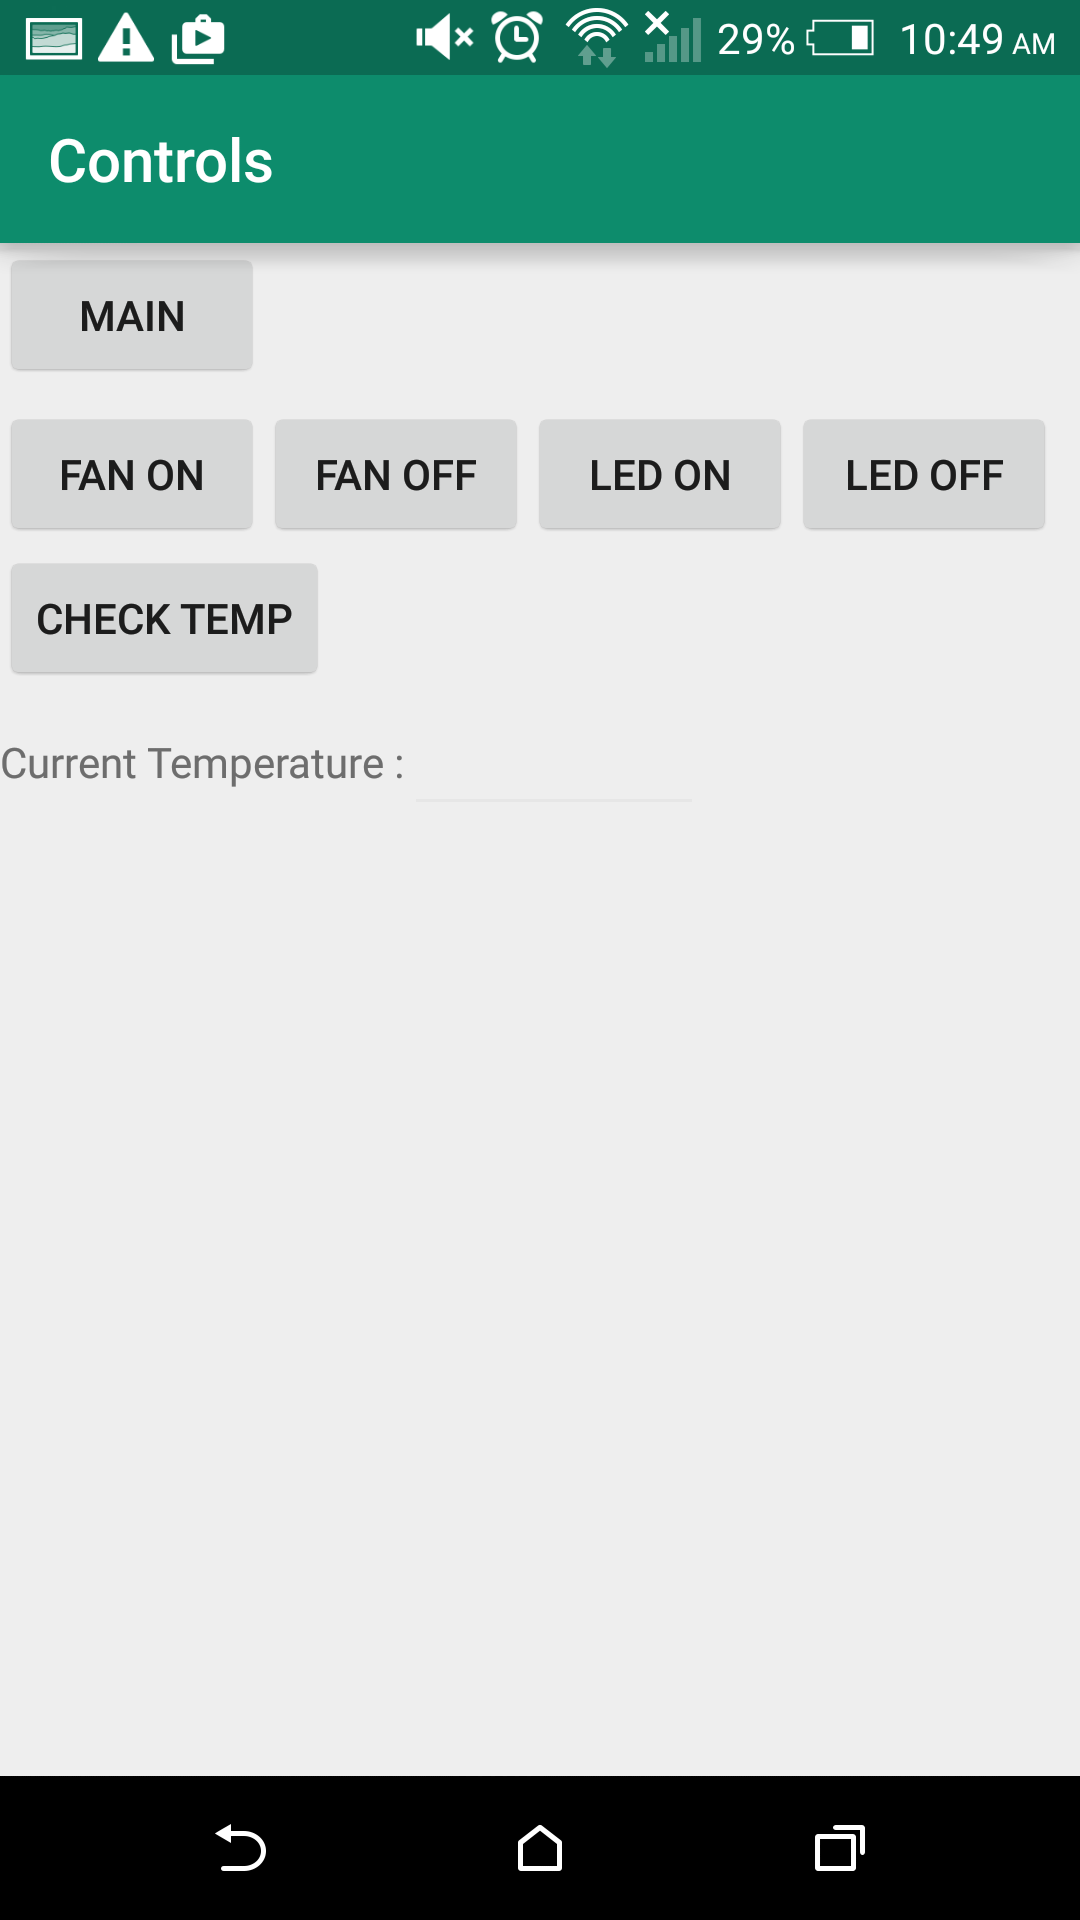 29% 10:49 AM
Controls
MAIN
FAN ON FAN OFF LED ON LED OFF
CHECK TEMP
Current Temperature :